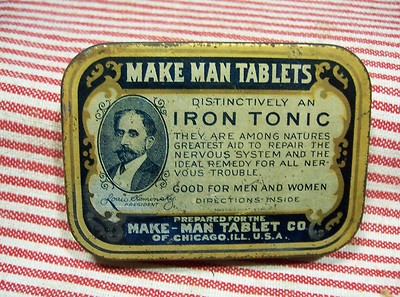 MAKE MAN TABLETS
DISTINCTIVELY AN
IRON TONIC
THEY ARE AMONG NATURES
GREATEST AID TO REPAIR THE
NERVOUS SYSTEM AND THE
IDEAL REMEDY FOR ALL NER-
VOUS TROUBLE.
GOOD FOR MEN AND WOMEN
DIRECTIONS-INSIDE
PRESIDENT
PREPARED FOR THE
MAKE-MAN TABLET CO
OF CHICAGO. ILL. U.S.A.